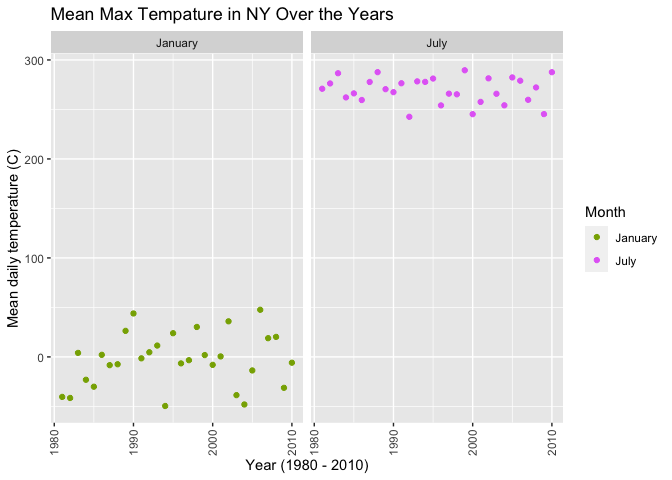 Mean Max Tempature in NY Over the Years
January July
300
200
100
0
Mean daily temperature (C)
1980 1990 2000 2010 1980 1990 2000 2010
Year (1980 - 2010)
Month
January
July